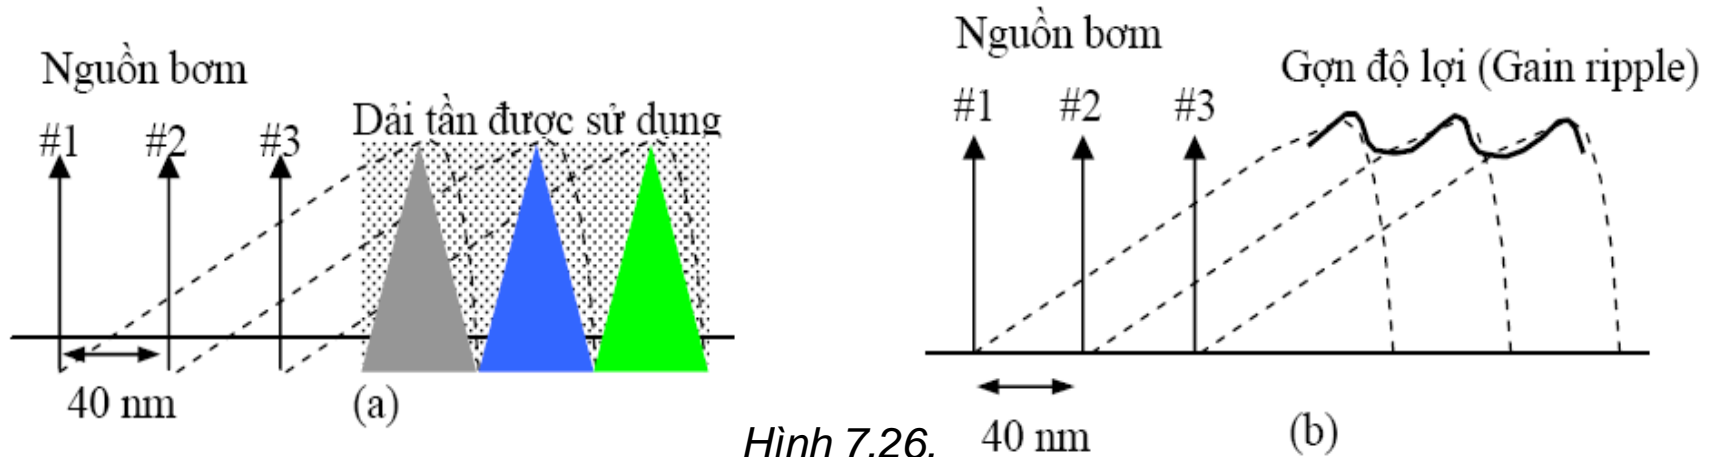 Nguồn bơm
#1 #2 #3
Dải tần được sử dụng
40 nm
(a)
Nguồn bơm
Gợn độ lợi (Gain ripple)
#1 #2 #3
40 nm
(b)
Hình 7.26.